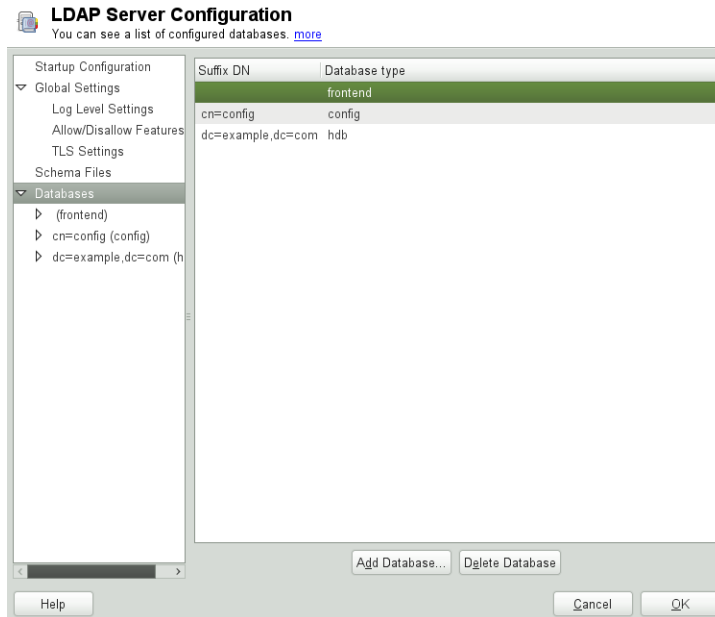 LDAP Server Configuration
You can see a list of configured databases. more
Startup Configuration
Global Settings
Log Level Settings
Allow/Disallow Features
TLS Settings
Schema Files
Databases
(frontend)
cn=config (config)
dc=example,dc=com (h
Suffix DN Database type
frontend
cn=config config
dc=example,dc=com hdb
Add Database... Delete Database
Help Cancel OK